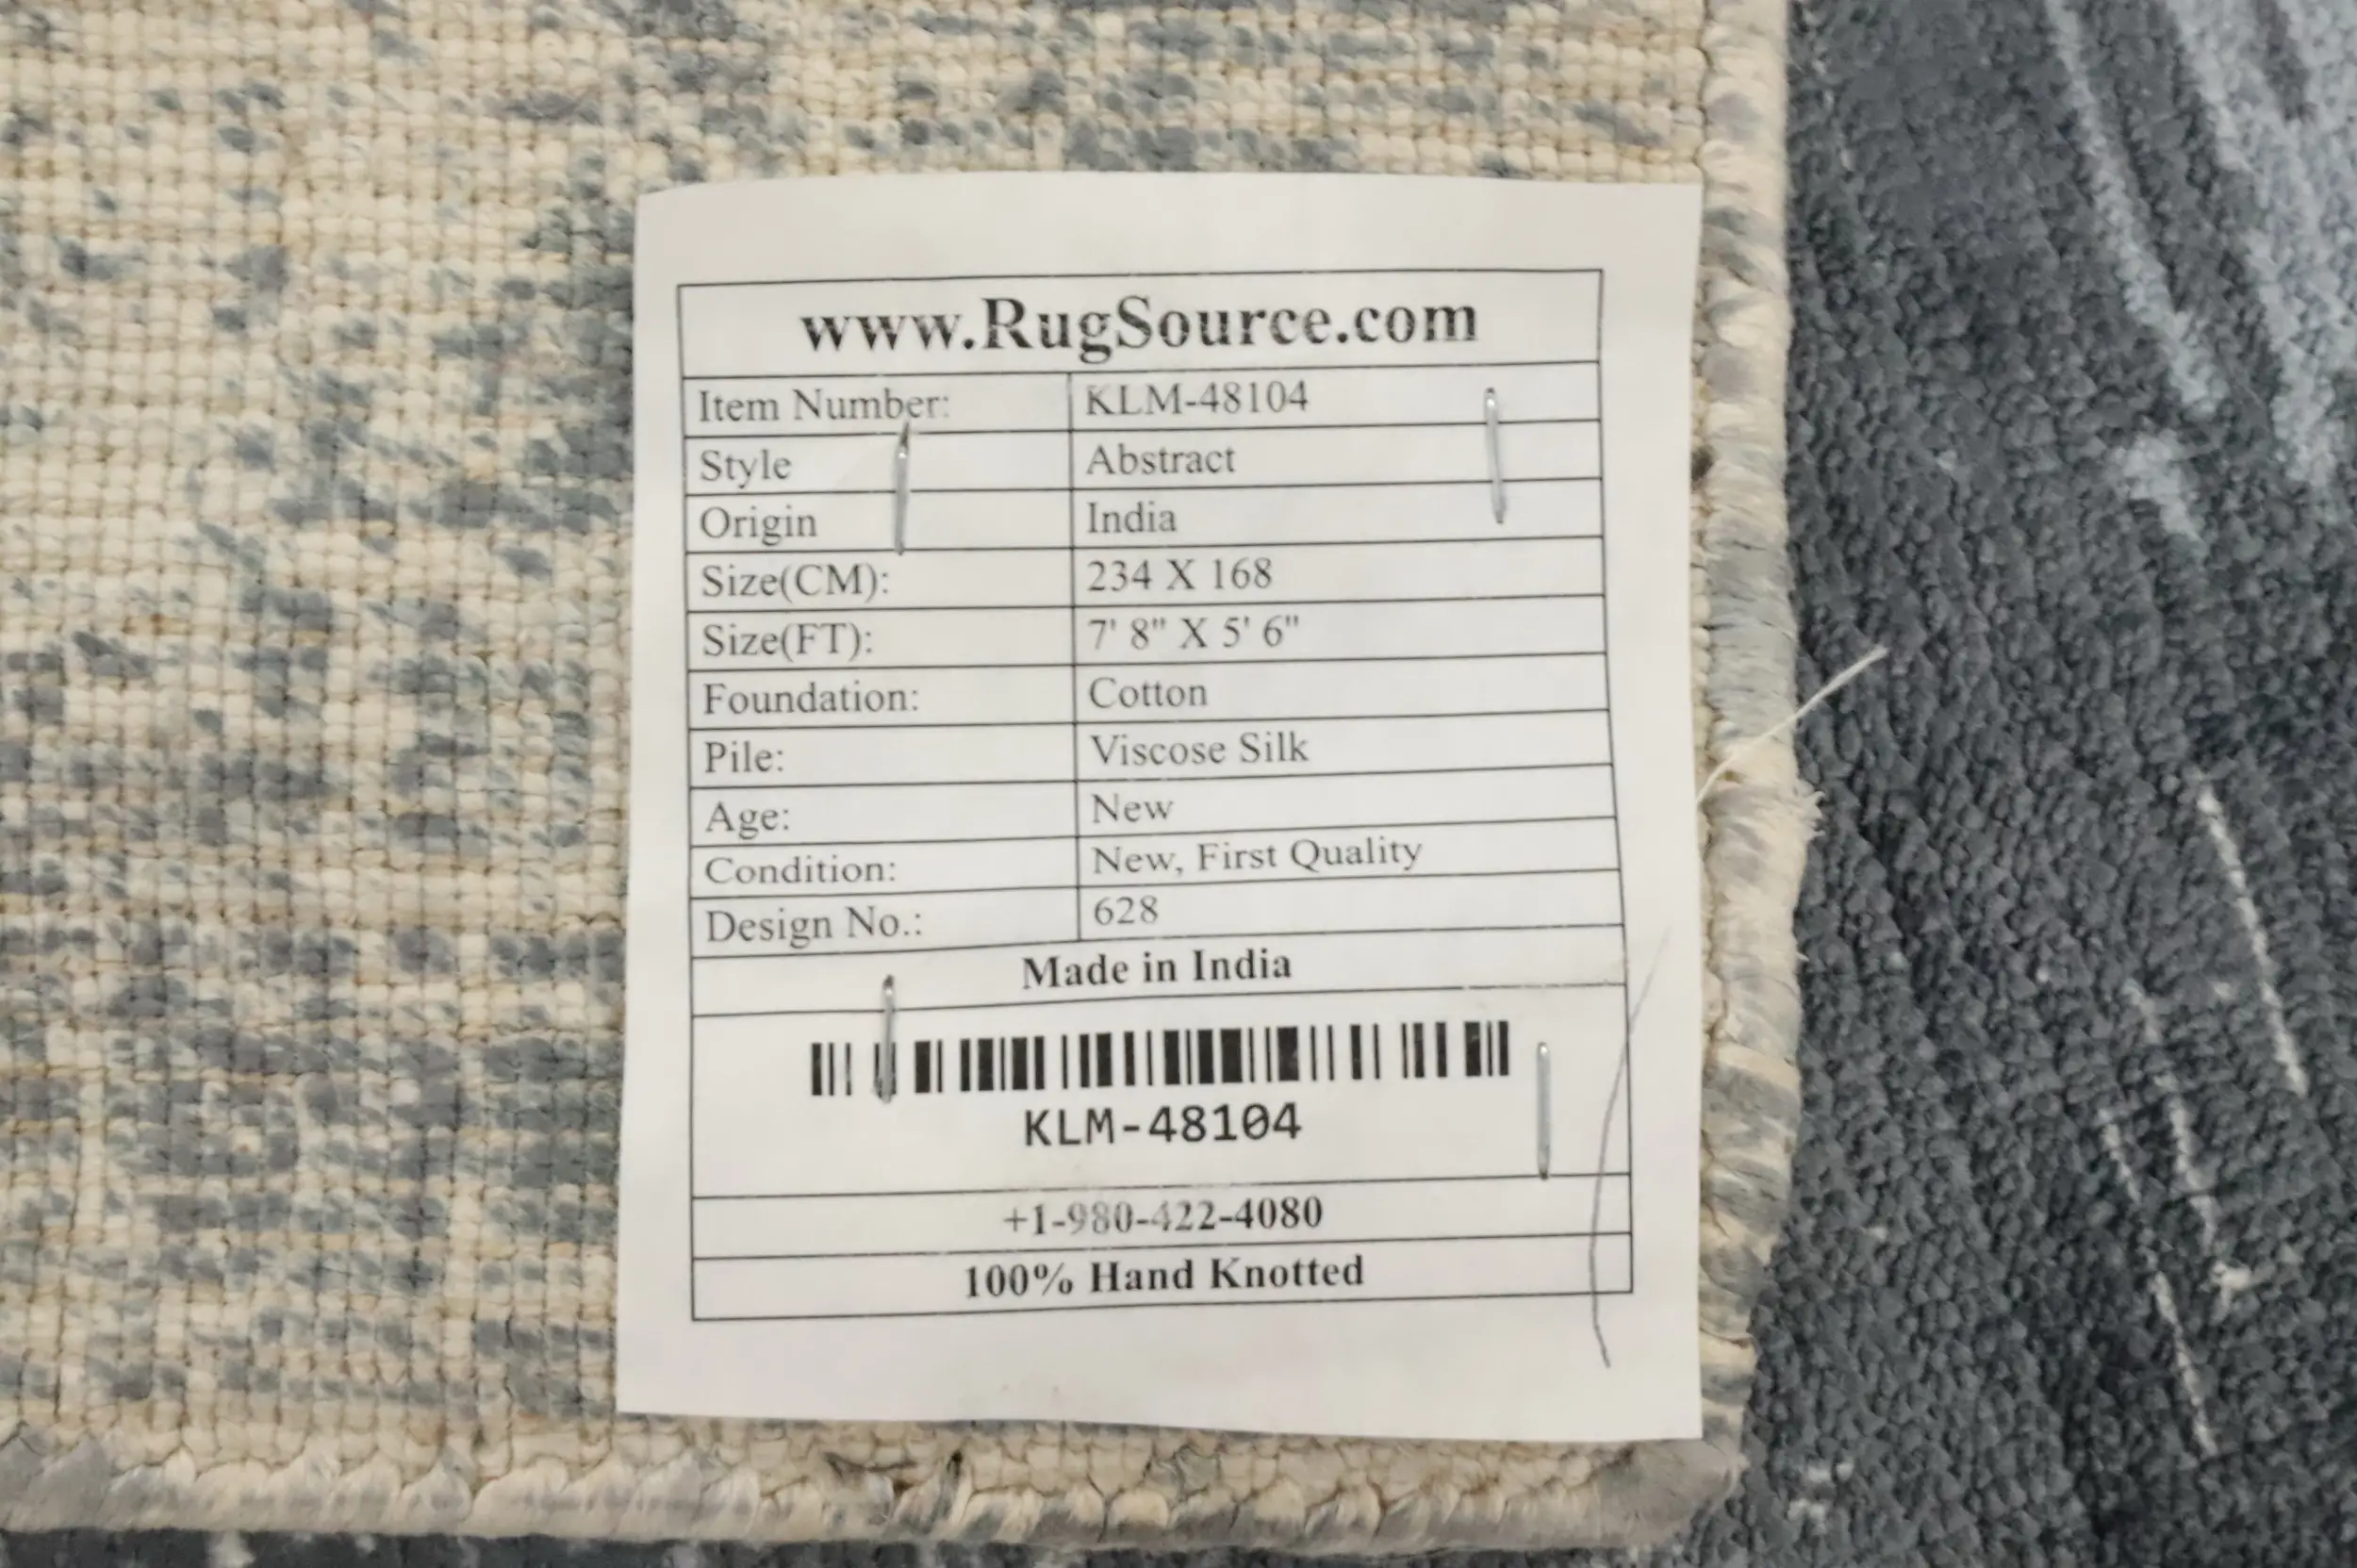 www.RugSource.com
Item Number: KLM-48104
Style Abstract
Origin India
Size(CM): 234 X 168
Size(FT): 7' 8" X 5' 6"
Foundation: Cotton
Pile: Viscose Silk
Age: New
Condition: New, First Quality
Design No.: 628
Made in India
KLM-48104
+1-980-422-4080
100% Hand Knotted